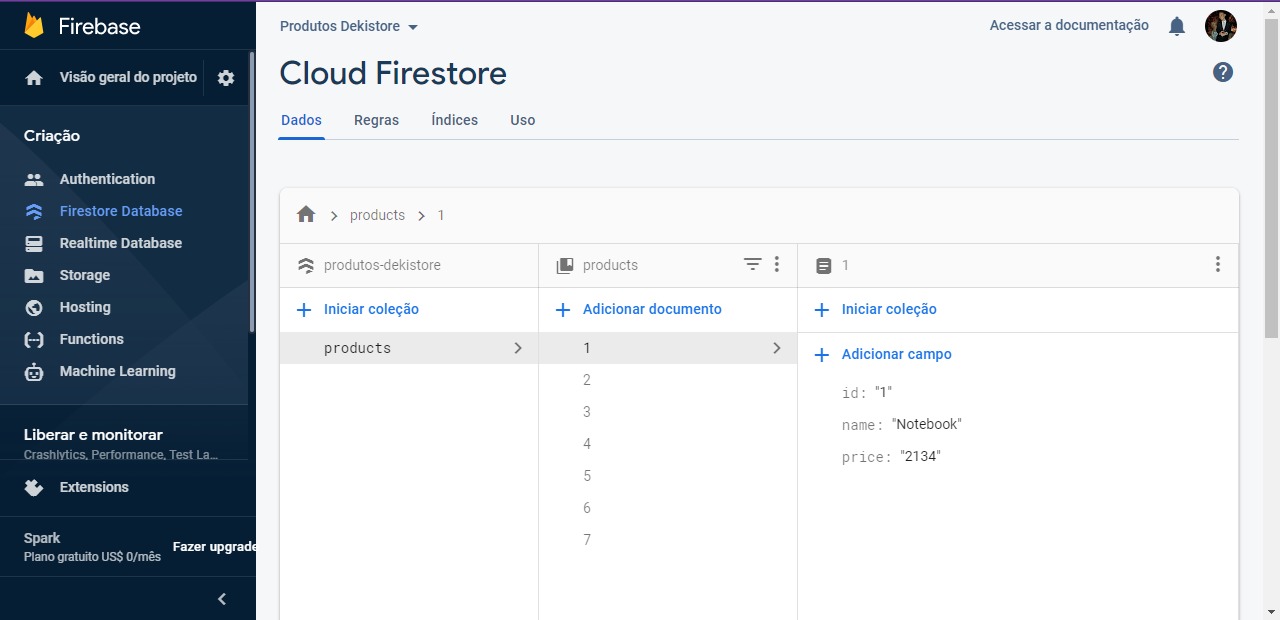 Firebase
Visão geral do projeto
Criação
Authentication
Firestore Database
Realtime Database
Storage
Hosting
Functions
Machine Learning
Liberar e monitorar
Crashlytics, Performance, Test La...
Extensions
Spark
Plano gratuito US$ 0/mês
Fazer upgrade
Produtos Dekistore
Acessar a documentação
Cloud Firestore
Dados Regras Índices Uso
products 1
produtos-dekistore
Iniciar coleção
products
products
Adicionar documento
1
2
3
4
5
6
7
1
Iniciar coleção
Adicionar campo
id: "1"
name: "Notebook"
price: "2134"